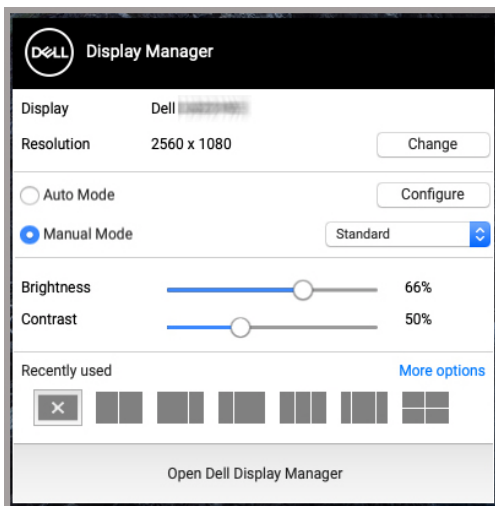 DELL Display Manager
Display Dell
Resolution 2560 x 1080 Change
Auto Mode Configure
Manual Mode Standard
Brightness 66%
Contrast 50%
Recently used More options
Open Dell Display Manager